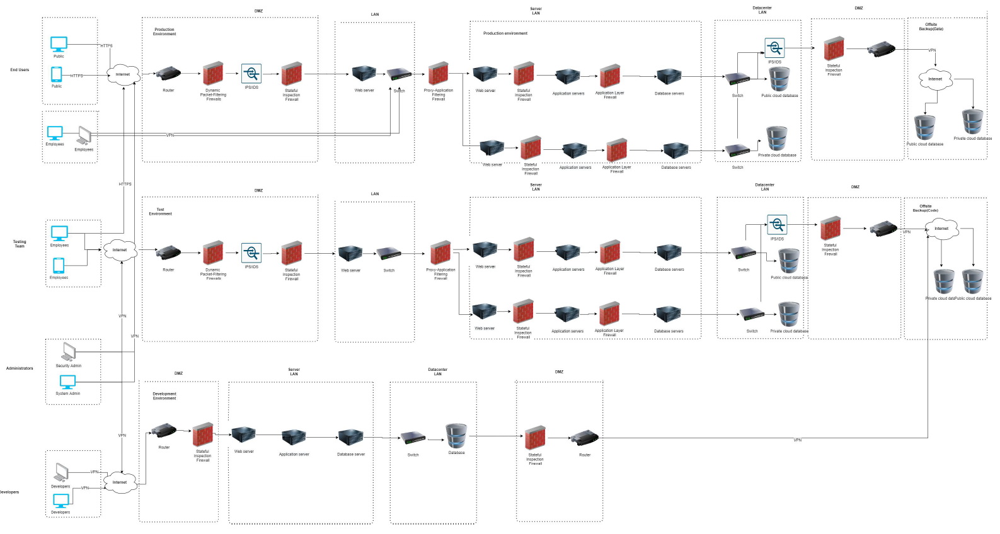 DMZ
LAN
Server
LAN
Datacenter
LAN
DMZ
Production
Environment
Production environment
Offsite
Backup(Data)
HTTPS
Public
End Users
HTTPS
Public
Internet
Router
Dynamic
Packet-Filtering
Firewalls
IPS/IDS
Stateful
Inspection
Firewall
Web server
Switch
Proxy-Application
Filtering
Firewall
Web server
Stateful
Inspection
Firewall
Application servers
Application Layer
Firewall
Database servers
Switch
IPS/IDS
Public cloud database
Stateful
Inspection
Firewall
VPN
Internet
Public cloud database
Private cloud database
Employees
Employees
VPN
Web server
Stateful
Inspection
Firewall
Application servers
Application Layer
Firewall
Database servers
Switch
Private cloud database
HTTPS
DMZ
LAN
Server
LAN
Datacenter
LAN
DMZ
Test
Environment
Offsite
Backup(Code)
Testing
Team
Employees
Employees
Internet
Router
Dynamic
Packet-Filtering
Firewalls
IPS/IDS
Stateful
Inspection
Firewall
Web server
Switch
Proxy-Application
Filtering
Firewall
Web server
Stateful
Inspection
Firewall
Application servers
Application Layer
Firewall
Database servers
Switch
IPS/IDS
Public cloud database
Stateful
Inspection
Firewall
VPN
Internet
Private cloud dat
Public cloud database
VPN
Web server
Stateful
Inspection
Firewall
Application servers
Application Layer
Firewall
Database servers
Switch
Private cloud database
VPN
Administrators
Security Admin
System Admin
DMZ
Server
LAN
Datacenter
LAN
DMZ
Development
Environment
VPN
Router
Stateful
Inspection
Firewall
Web server
Application server
Database server
Switch
Database
Stateful
Inspection
Firewall
Router
VPN
Developers
VPN
Developers
VPN
Developers
Internet